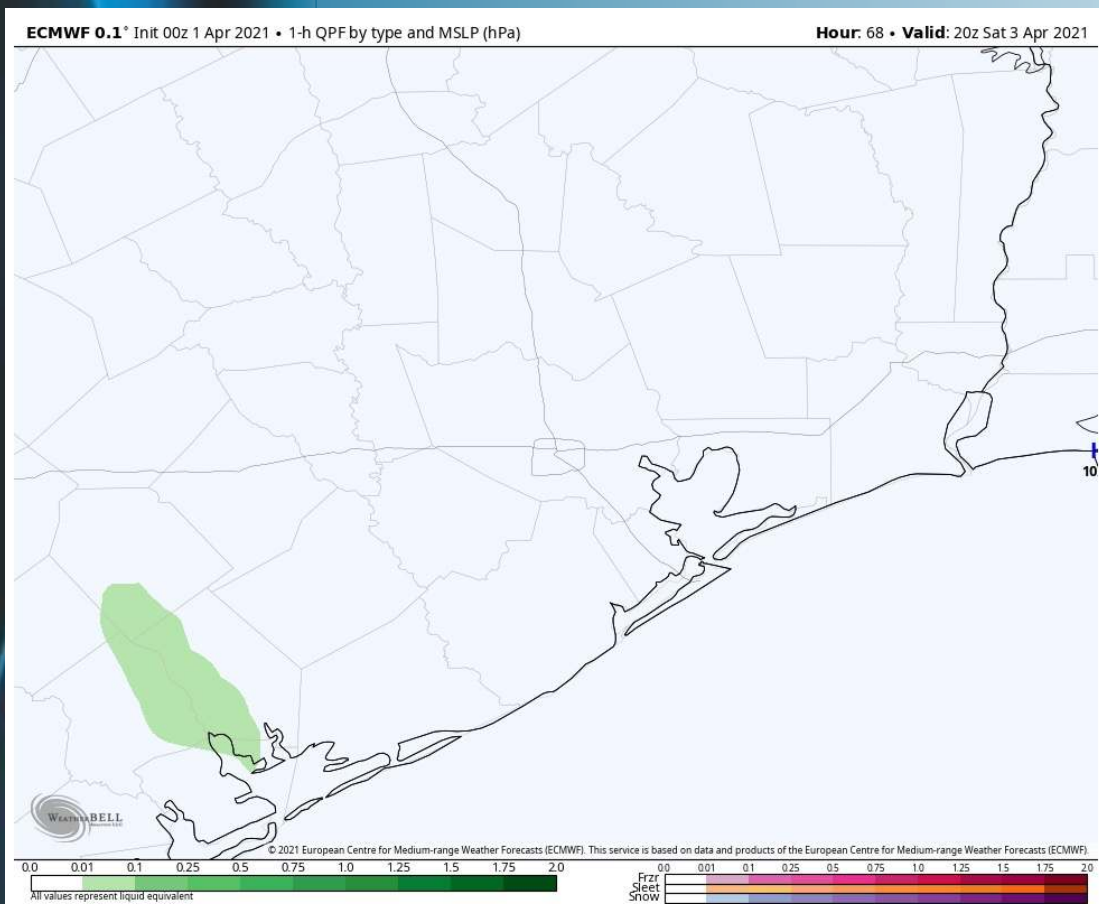 ECMWF 0.1° Init 00z 1 Apr 2021 • 1-h QPF by type and MSLP (hPa)
Hour: 68 • Valid: 20z Sat 3 Apr 2021
10
WEATHERBELL
© 2021 European Centre for Medium-range Weather Forecasts (ECMWF). This service is based on data and products of the European Centre for Medium-range Weather Forecasts (ECMWF).
0.0 0.01 0.1 0.25 0.5 0.75 1.0 1.25 1.5 1.75 2.0
All values represent liquid equivalent
0.0 0.01 0.1 0.25 0.5 0.75 1.0 1.25 1.5 1.75 2.0
Frzr
Sleet
Snow